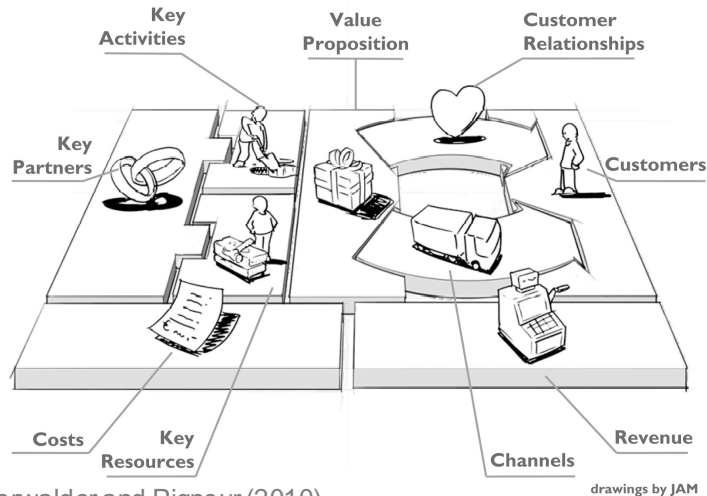 Key
Activities
Value
Proposition
Customer
Relationships
Key
Partners
Customers
Costs
Key
Resources
Channels
Revenue
and
(2010)
drawings by JAM